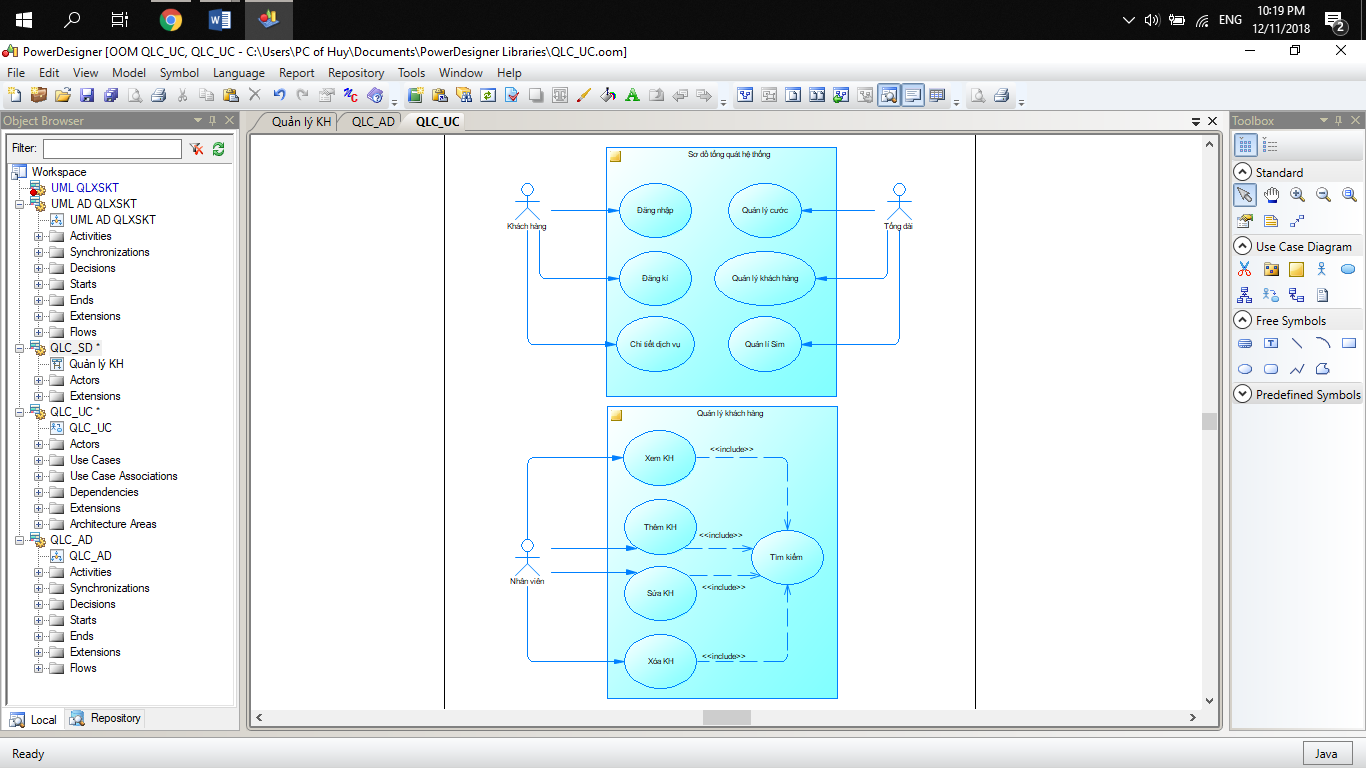 10:19 PM
ENG
12/11/2018
2
PowerDesigner [OOM QLC_UC, QLC_UC - C:\Users\PC of Huy\Documents\PowerDesigner Libraries\QLC_UC.oom]
File Edit View Model Symbol Language Report Repository Tools Window Help
Object Browser
Filter:
Workspace
UML QLXSKT
UML AD QLXSKT
UML AD QLXSKT
Activities
Synchronizations
Decisions
Starts
Ends
Extensions
Flows
QLC_SD *
Quản lý KH
Actors
Extensions
QLC_UC *
QLC_UC
Actors
Use Cases
Use Case Associations
Dependencies
Extensions
Architecture Areas
QLC_AD
QLC_AD
Activities
Synchronizations
Decisions
Starts
Ends
Extensions
Flows
Local Repository
Quản lý KH QLC_AD QLC_UC
Sơ đồ tổng quát hệ thống
Khách hàng
Đăng nhập
Quản lý cước
Tổng đài
Đăng kí
Quản lý khách hàng
Chi tiết dịch vụ
Quản lí Sim
Quản lý khách hàng
Xem KH
<<include>>
Thêm KH
<<include>>
Tìm kiếm
Nhân viên
Sửa KH
<<include>>
Xóa KH
<<include>>
Toolbox
Standard
Use Case Diagram
Free Symbols
Predefined Symbols
Ready
Java